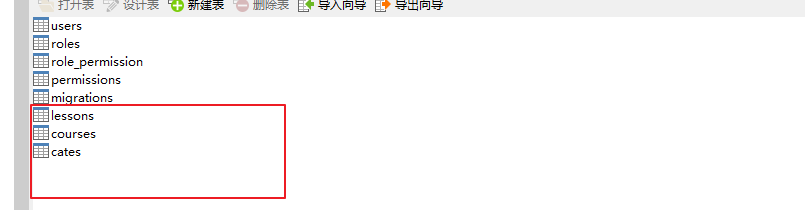 打开表 设计表 新建表 删除表 导入向导 导出向导
users
roles
role_permission
permissions
migrations
lessons
courses
cates